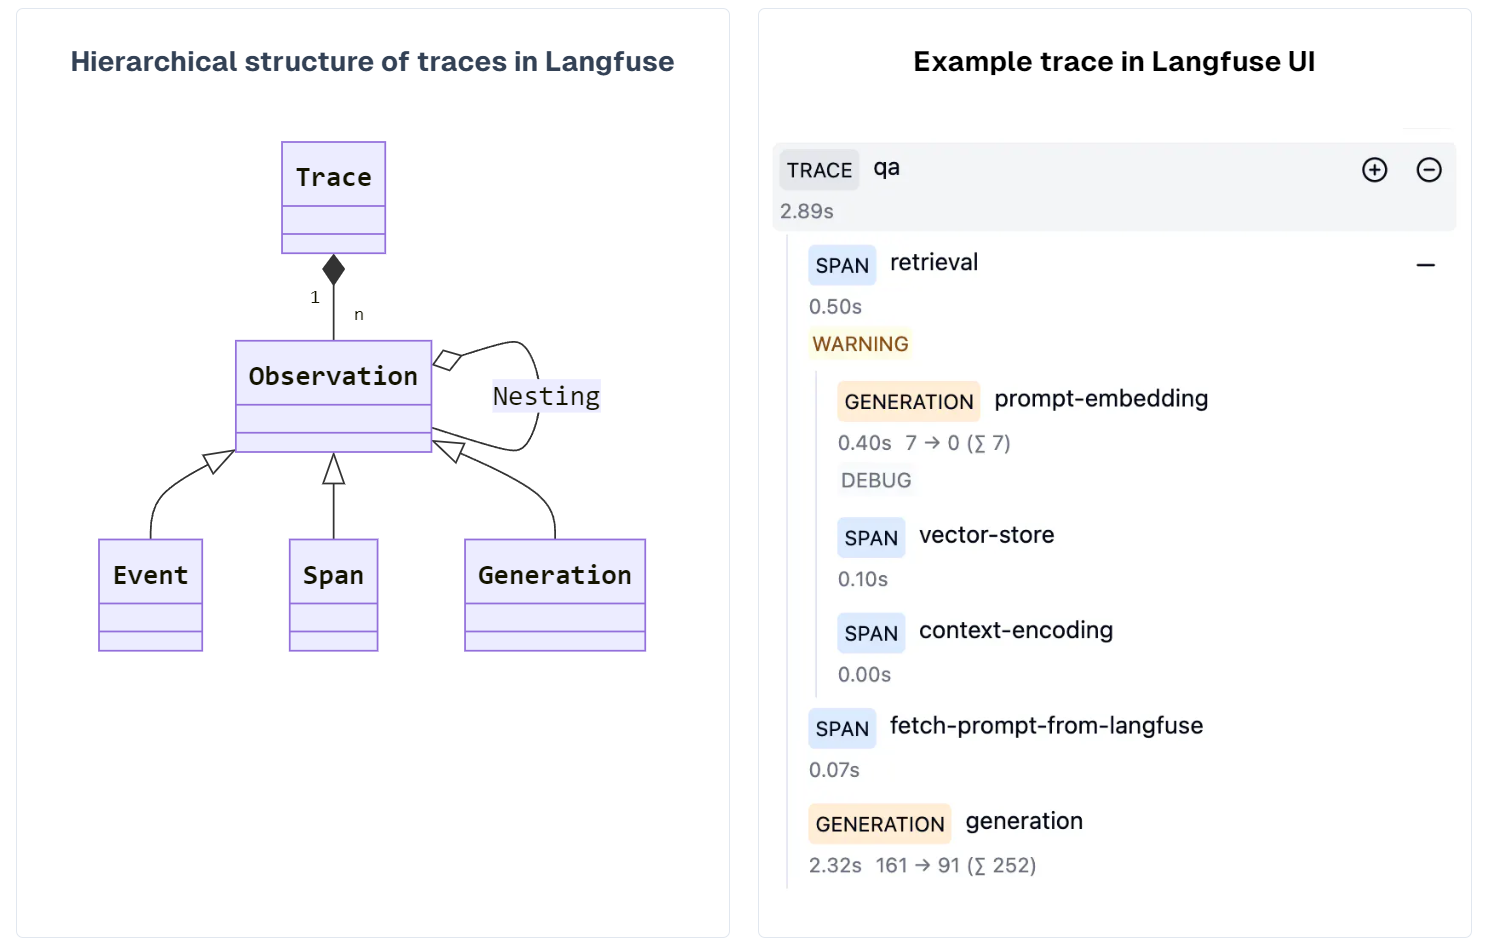 Hierarchical structure of traces in Langfuse
Trace
1
n
Observation
Nesting
Event
Span
Generation
Example trace in Langfuse UI
TRACE qa
2.89s
SPAN retrieval
0.50s
WARNING
GENERATION prompt-embedding
0.40s 7 → 0 (∑ 7)
DEBUG
SPAN vector-store
0.10s
SPAN context-encoding
0.00s
SPAN fetch-prompt-from-langfuse
0.07s
GENERATION generation
2.32s 161 → 91 (∑ 252)